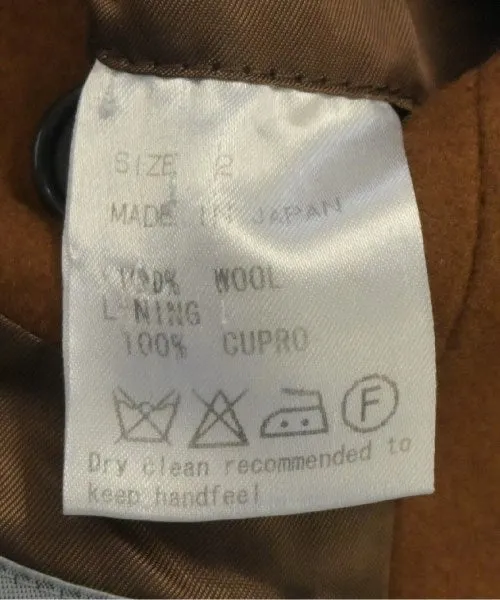 SIZE 2
MADE IN JAPAN
100% WOOL
LINING
100% CUPRO
F
Dry clean recommended to
keep handfeel